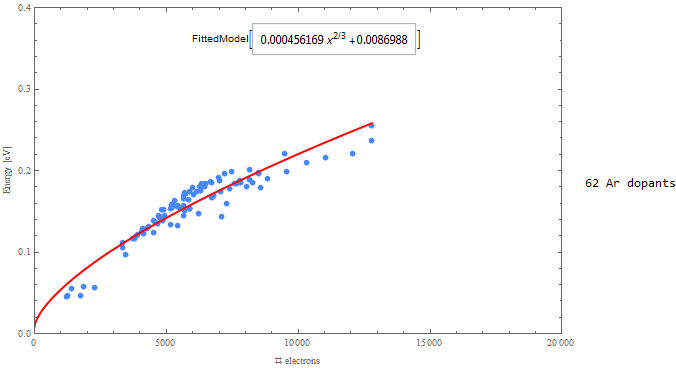 0.4
FittedModel[ 0.000456169 x^{2/3} + 0.0086988 ]
0.3
Energy [eV]
0.2
62 Ar dopants
0.1
0.0
0 5000 10000 15000 20000
# electrons